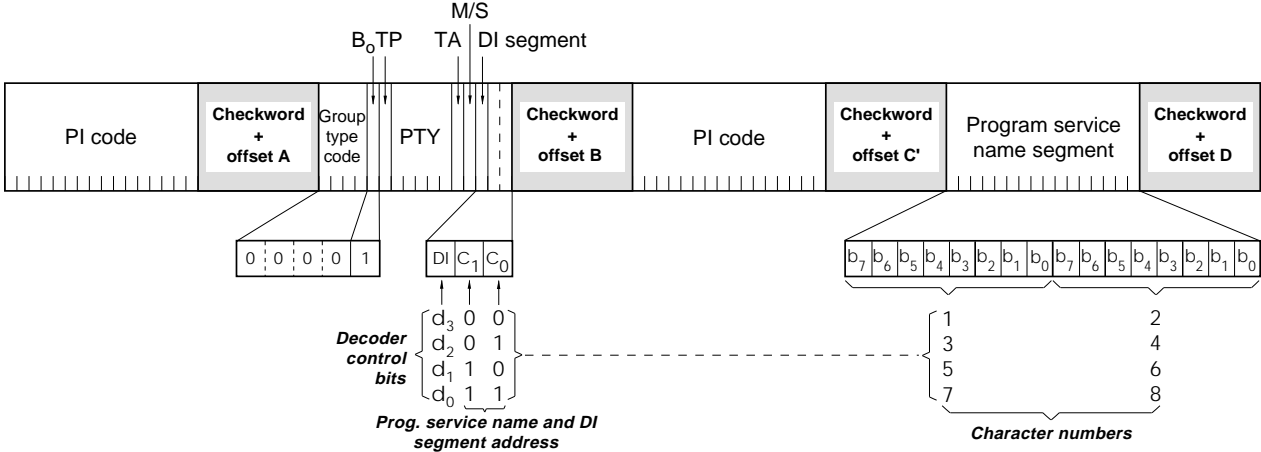 M/S
BₒTP TA DI segment
PI code
Checkword
+
offset A
Group
type
code
PTY
Checkword
+
offset B
PI code
Checkword
+
offset C'
Program service
name segment
Checkword
+
offset D
0 0 0 0 1
DI C₁ C₀
b₇ b₆ b₅ b₄ b₃ b₂ b₁ b₀ b₇ b₆ b₅ b₄ b₃ b₂ b₁ b₀
Decoder
control
bits
d₃ 0 0
d₂ 0 1
d₁ 1 0
d₀ 1 1
1 2
3 4
5 6
7 8
Prog. service name and DI
segment address
Character numbers